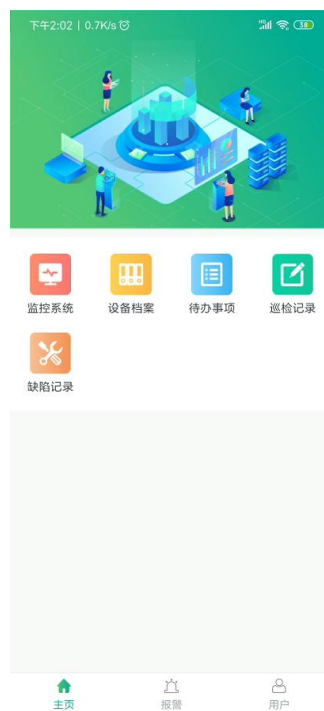 下午2:02 | 0.7K/s
HD 38
监控系统 设备档案 待办事项 巡检记录
缺陷记录
主页 报警 用户